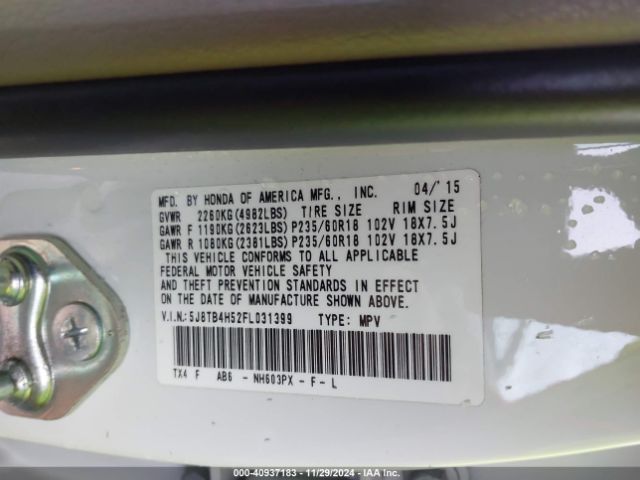 MFD. BY HONDA OF AMERICA MFG., INC. 04/'15
GVWR 2260KG(4982LBS) TIRE SIZE RIM SIZE
GAWR F 1190KG(2623LBS) P235/60R18 102V 18X7.5J
GAWR R 1080KG(2381LBS) P235/60R18 102V 18X7.5J
THIS VEHICLE CONFORMS TO ALL APPLICABLE
FEDERAL MOTOR VEHICLE SAFETY
AND THEFT PREVENTION STANDARDS IN EFFECT
ON THE DATE OF MANUFACTURE SHOWN ABOVE.
V.I.N.: 5J8TB4H52FL031399 TYPE: MPV
TX4 F AB6 - NH603PX - F - L
000-40937183 - 11/29/2024 - IAA Inc.